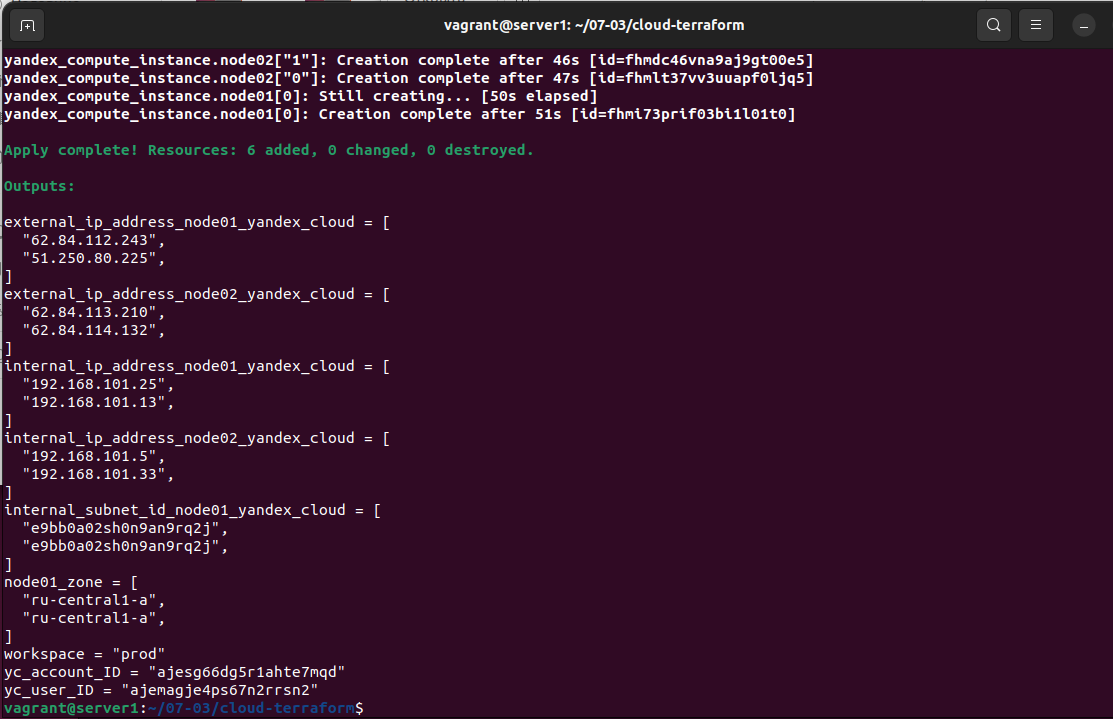 vagrant@server1: ~/07-03/cloud-terraform
yandex_compute_instance.node02["1"]: Creation complete after 46s [id=fhmdc46vna9aj9gt00e5]
yandex_compute_instance.node02["0"]: Creation complete after 47s [id=fhmlt37vv3uuapf0ljq5]
yandex_compute_instance.node01[0]: Still creating... [50s elapsed]
yandex_compute_instance.node01[0]: Creation complete after 51s [id=fhmi73prif03bi1l01t0]
Apply complete! Resources: 6 added, 0 changed, 0 destroyed.
Outputs:
external_ip_address_node01_yandex_cloud = [
"62.84.112.243",
"51.250.80.225",
]
external_ip_address_node02_yandex_cloud = [
"62.84.113.210",
"62.84.114.132",
]
internal_ip_address_node01_yandex_cloud = [
"192.168.101.25",
"192.168.101.13",
]
internal_ip_address_node02_yandex_cloud = [
"192.168.101.5",
"192.168.101.33",
]
internal_subnet_id_node01_yandex_cloud = [
"e9bb0a02sh0n9an9rq2j",
"e9bb0a02sh0n9an9rq2j",
]
node01_zone = [
"ru-central1-a",
"ru-central1-a",
]
workspace = "prod"
yc_account_ID = "ajesg66dg5r1ahte7mqd"
yc_user_ID = "ajemagje4ps67n2rrsn2"
vagrant@server1:~/07-03/cloud-terraform$